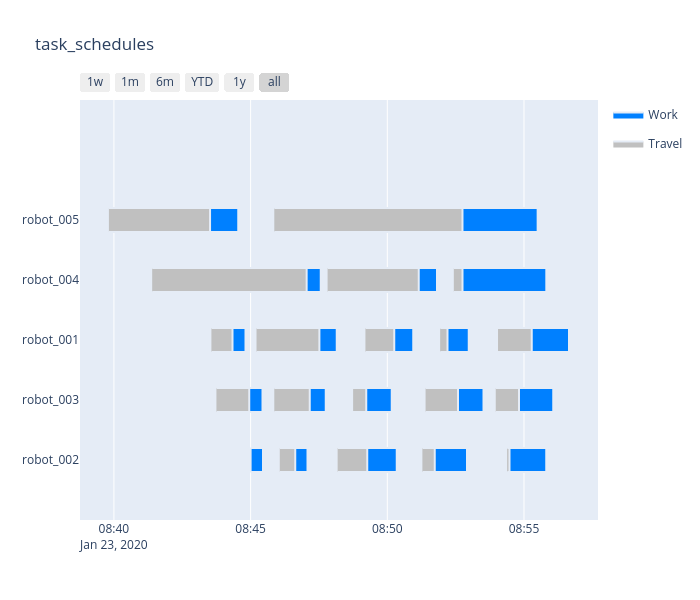 task_schedules
1w 1m 6m YTD 1y all
Work
Travel
robot_005
robot_004
robot_001
robot_003
robot_002
08:40 08:45 08:50 08:55
Jan 23, 2020